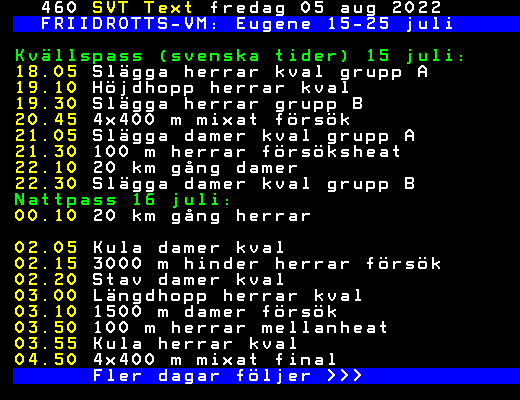 460 SVT Text fredag 05 aug 2022
FRIIDROTTS-VM: Eugene 15-25 juli
Kvällspass (svenska tider) 15 juli:
18.05 Slägga herrar kval grupp A
19.10 Höjdhopp herrar kval
19.30 Slägga herrar grupp B
20.45 4x400 m mixat försök
21.05 Slägga damer kval grupp A
21.30 100 m herrar försöksheat
22.10 20 km gång damer
22.30 Slägga damer kval grupp B
Nattpass 16 juli:
00.10 20 km gång herrar
02.05 Kula damer kval
02.15 3000 m hinder herrar försök
02.20 Stav damer kval
03.00 Längdhopp herrar kval
03.10 1500 m damer försök
03.50 100 m herrar mellanheat
03.55 Kula herrar kval
04.50 4x400 m mixat final
Fler dagar följer >>>